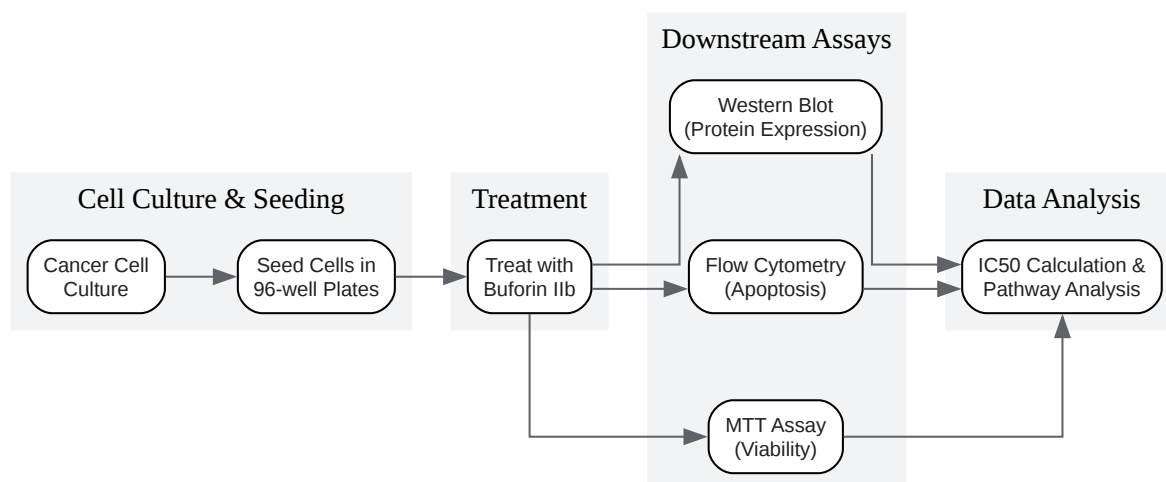 Downstream Assays
Western Blot
(Protein Expression)
Cell Culture & Seeding
Treatment
Data Analysis
Cancer Cell
Culture
Seed Cells in
96-well Plates
Treat with
Buforin IIb
Flow Cytometry
(Apoptosis)
IC50 Calculation &
Pathway Analysis
MTT Assay
(Viability)